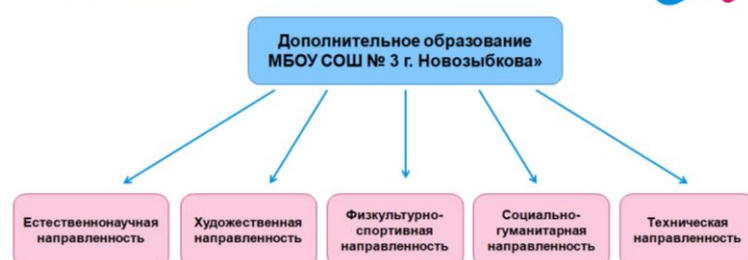 Дополнительное образование
МБОУ СОШ № 3 г. Новозыбкова»
Естественнонаучная
направленность
Художественная
направленность
Физкультурно-
спортивная
направленность
Социально-
гуманитарная
направленность
Техническая
направленность